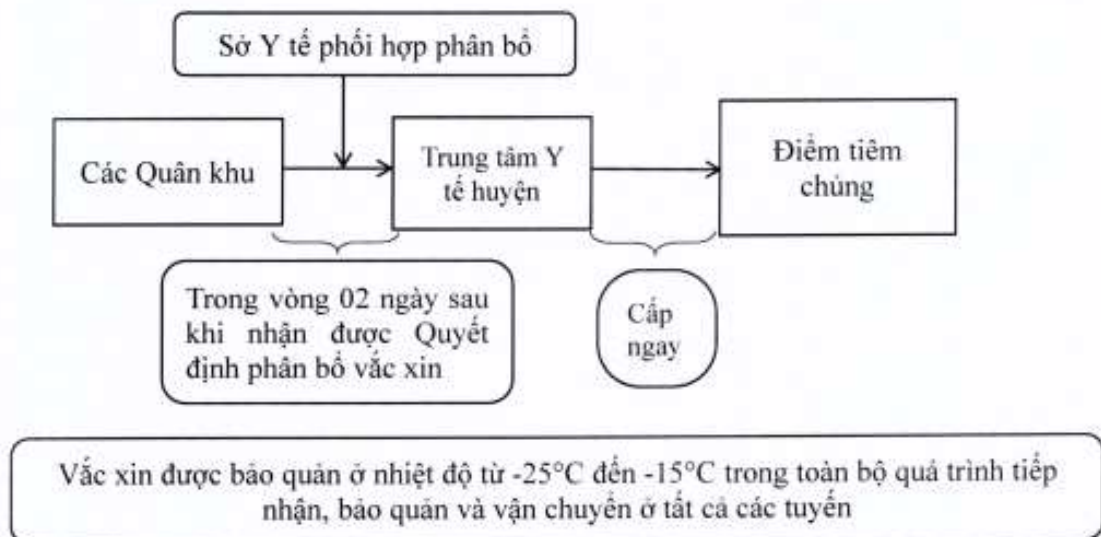 Sở Y tế phối hợp phân bổ
Các Quân khu
Trung tâm Y
tế huyện
Điểm tiêm
chủng
Trong vòng 02 ngày sau
khi nhận được Quyết
định phân bổ vắc xin
Cấp
ngay
Vắc xin được bảo quản ở nhiệt độ từ -25°C đến -15°C trong toàn bộ quá trình tiếp
nhận, bảo quản và vận chuyển ở tất cả các tuyến